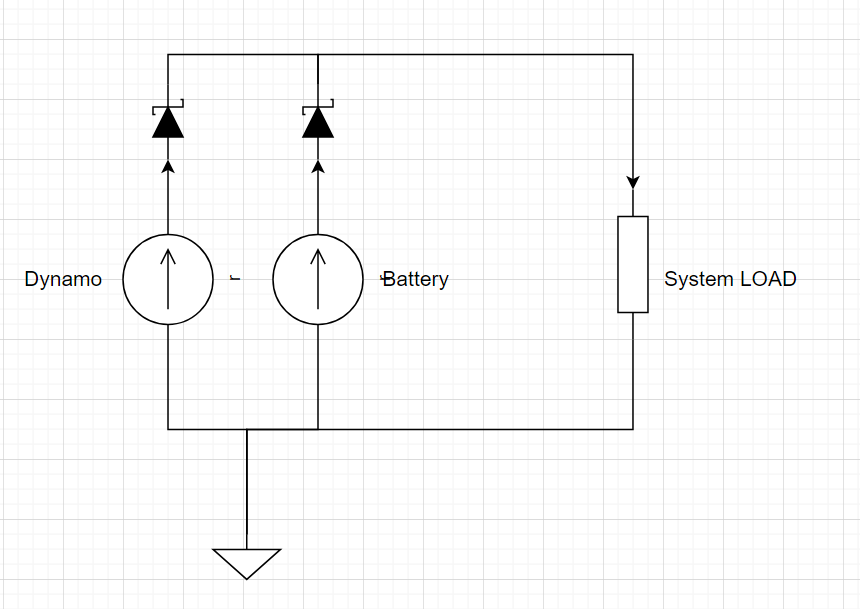 Dynamo
r
r
Battery
System LOAD